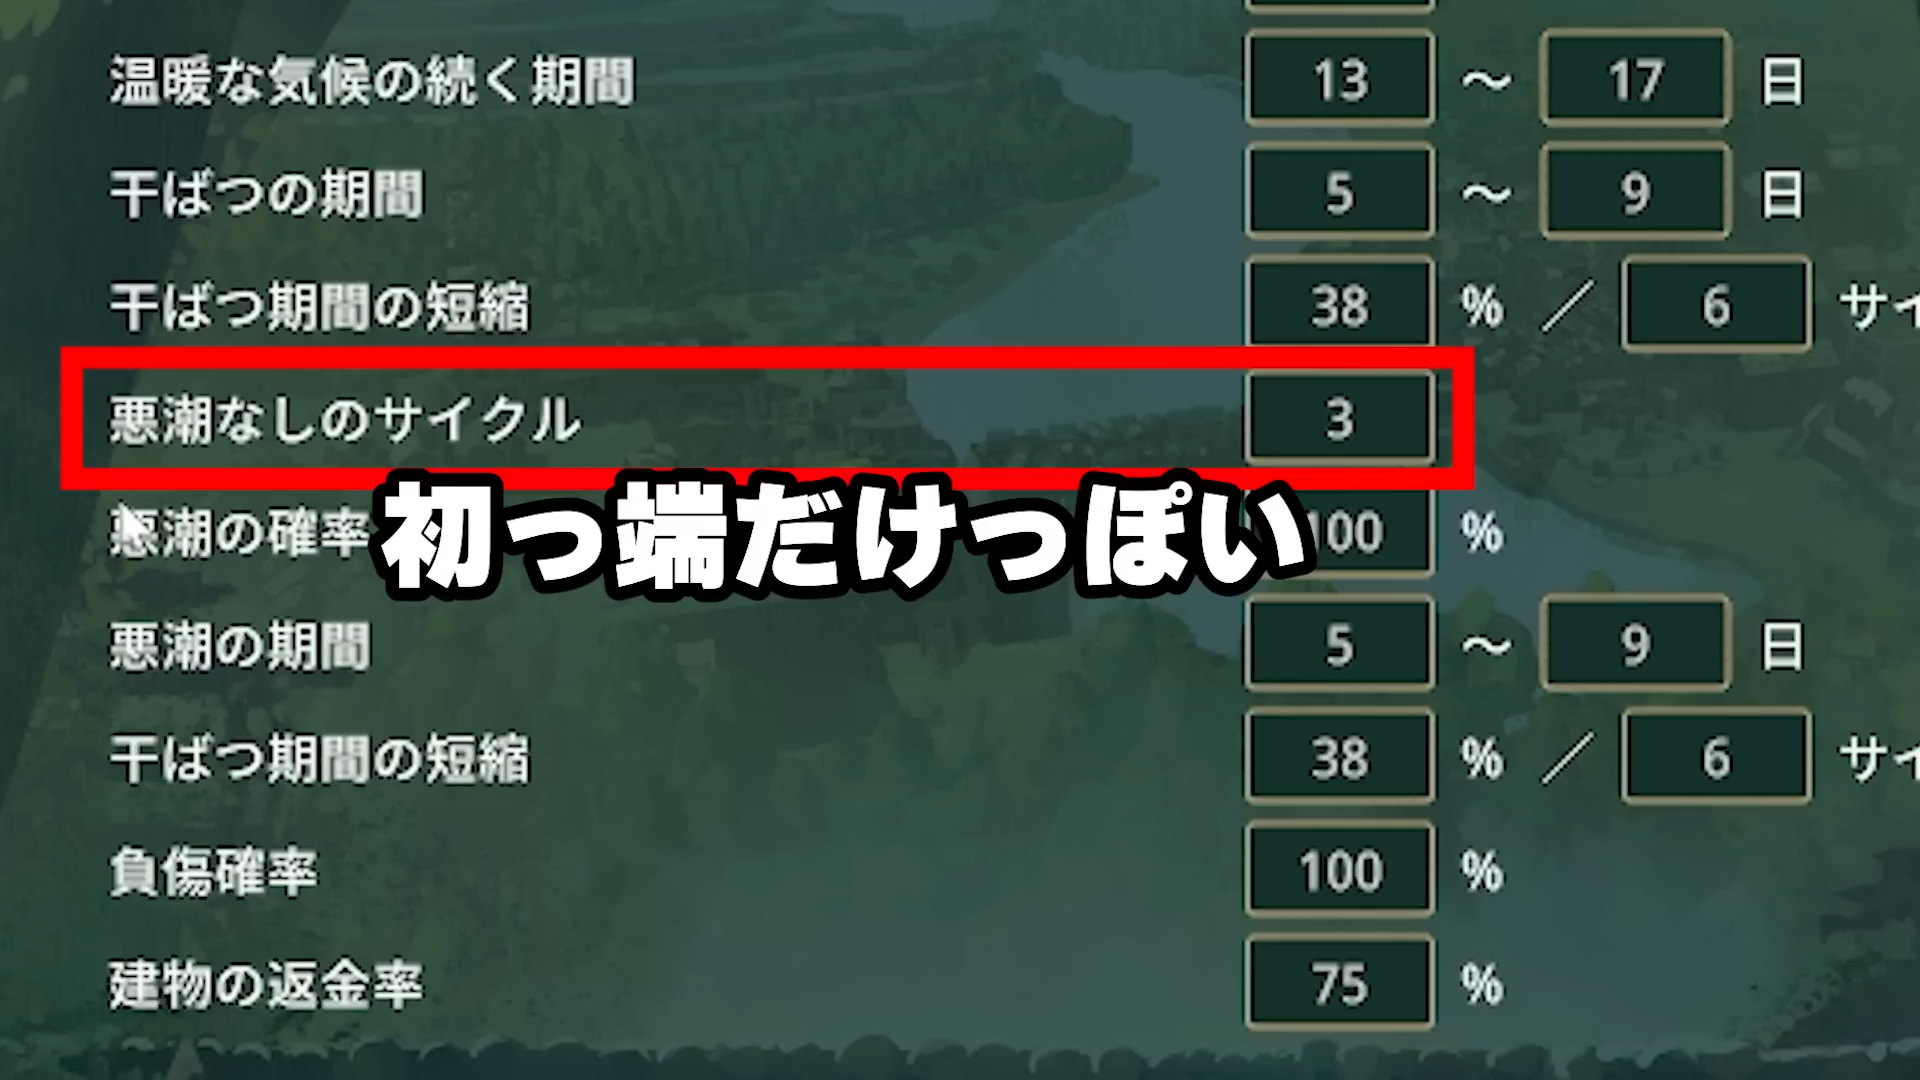 温暖な気候の続く期間 13 ～ 17 日
干ばつの期間 5 ～ 9 日
干ばつ期間の短縮 38 % ／ 6 サイ
悪潮なしのサイクル 3
悪潮の確率 100 %
初っ端だけっぽい
悪潮の期間 5 ～ 9 日
干ばつ期間の短縮 38 % ／ 6 サイ
負傷確率 100 %
建物の返金率 75 %